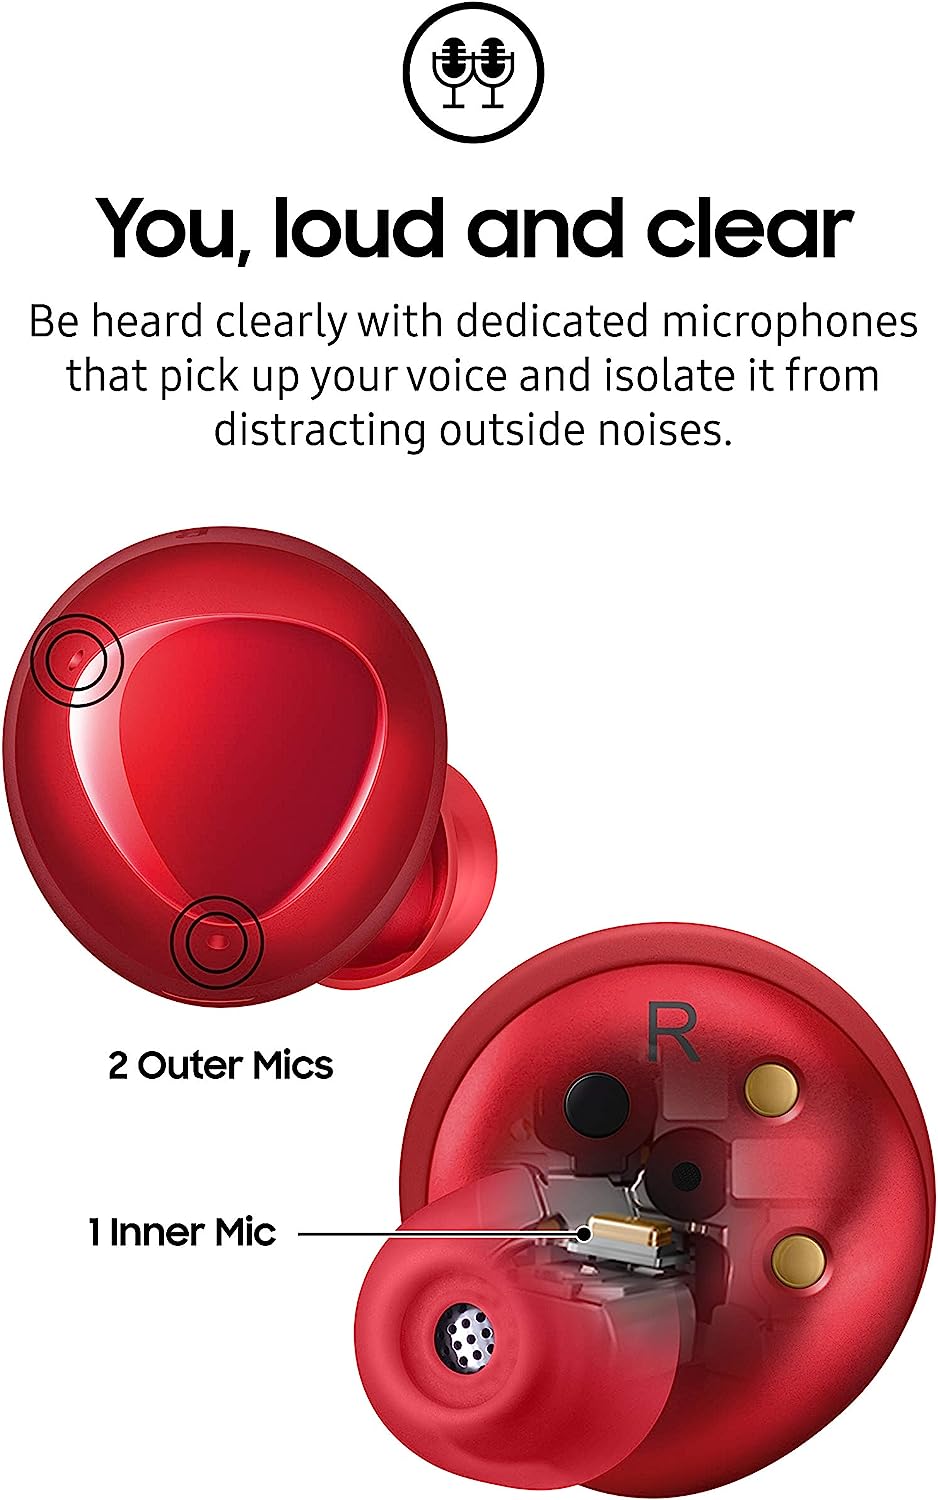 You, loud and clear
Be heard clearly with dedicated microphones
that pick up your voice and isolate it from
distracting outside noises.
2 Outer Mics
R
1 Inner Mic